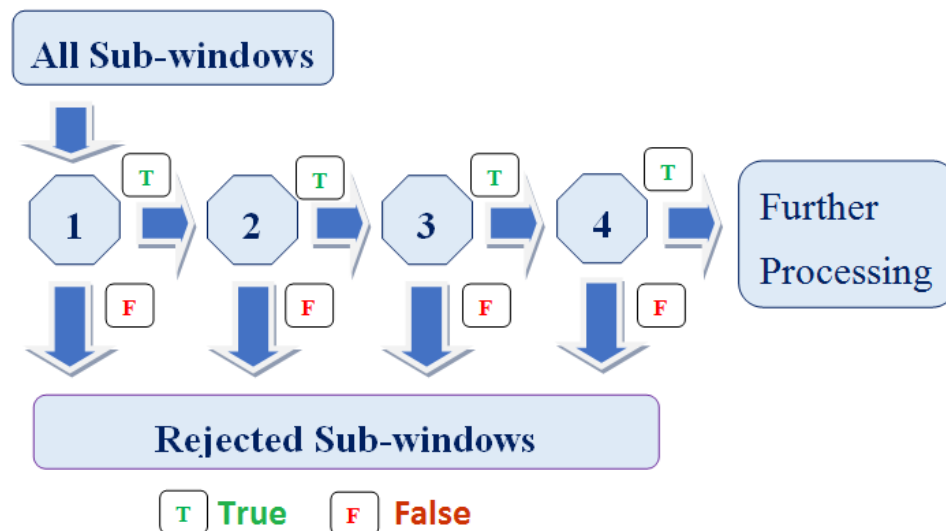 All Sub-windows
T T T T
1 2 3 4
Further
Processing
F F F F
Rejected Sub-windows
T True F False